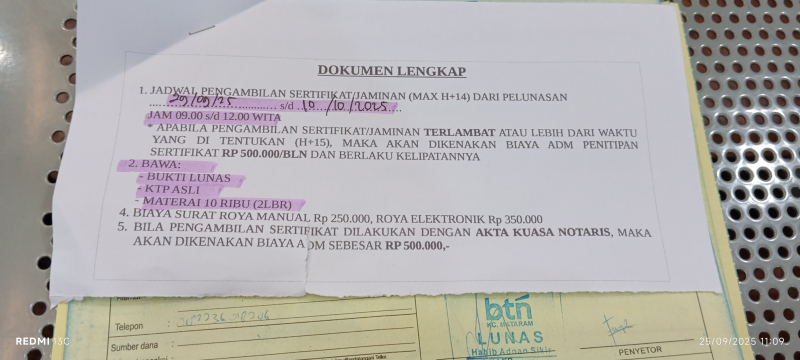 DOKUMEN LENGKAP
1. JADWAL PENGAMBILAN SERTIFIKAT/JAMINAN (MAX H+14) DARI PELUNASAN
29/09/25 s/d 10/10/2025
JAM 09.00 s/d 12.00 WITA
* APABILA PENGAMBILAN SERTIFIKAT/JAMINAN TERLAMBAT ATAU LEBIH DARI WAKTU
YANG DI TENTUKAN (H+15), MAKA AKAN DIKENAKAN BIAYA ADM PENITIPAN
SERTIFIKAT RP 500.000/BLN DAN BERLAKU KELIPATANNYA
2. BAWA:
- BUKTI LUNAS
- KTP ASLI
- MATERAI 10 RIBU (2LBR)
4. BIAYA SURAT ROYA MANUAL Rp 250.000, ROYA ELEKTRONIK Rp 350.000
5. BILA PENGAMBILAN SERTIFIKAT DILAKUKAN DENGAN AKTA KUASA NOTARIS, MAKA
AKAN DIKENAKAN BIAYA ADM SEBESAR RP 500.000,-
btn
KC. MATARAM
LUNAS
Telepon :
Sumber dana :
PENYETOR
REDMI 13C
25/09/2025 11:09